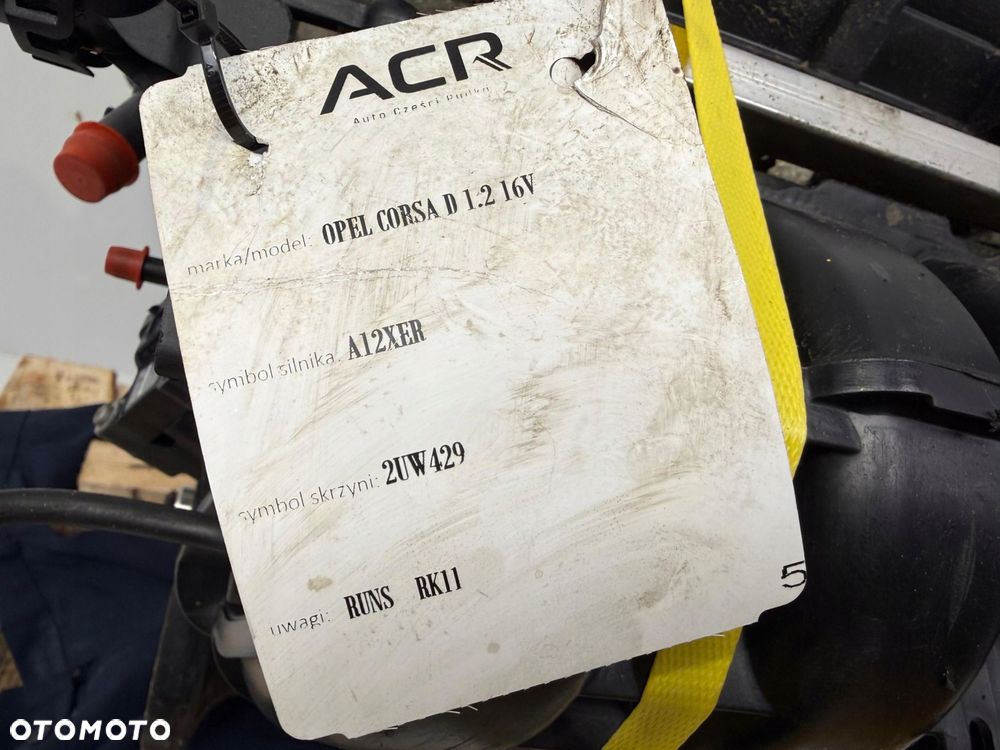 ACR
Auto Części Rudka
marka/model: OPEL CORSA D 1.2 16V
symbol silnika: A12XER
symbol skrzyni: 2UW429
uwagi: RUNS RK11
5
OTOMOTO